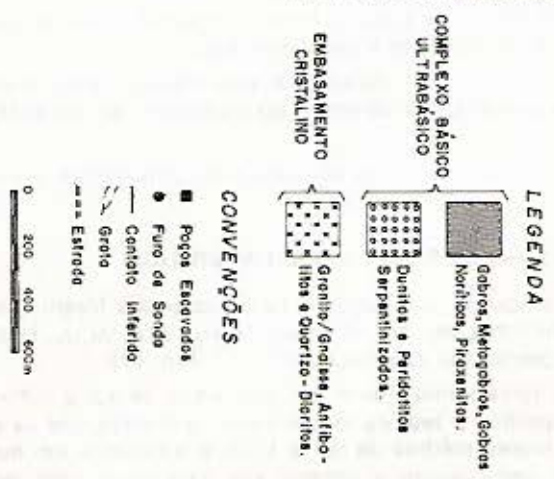 LEGENDA
COMPLEXO BÁSICO
ULTRABÁSICO
Gabros, Metagabros, Gabros
Noríticos, Piroxenitos.
Dunitos e Peridotitos
Serpentinizados.
EMBASAMENTO
CRISTALINO
Granito/Gnaisse, Anfibo-
litos e Quartzo-Dioritos.
CONVENÇÕES
Poços Escavados
Furo de Sonda
Contato Inferido
Grota
Estrada
0 200 400 600m